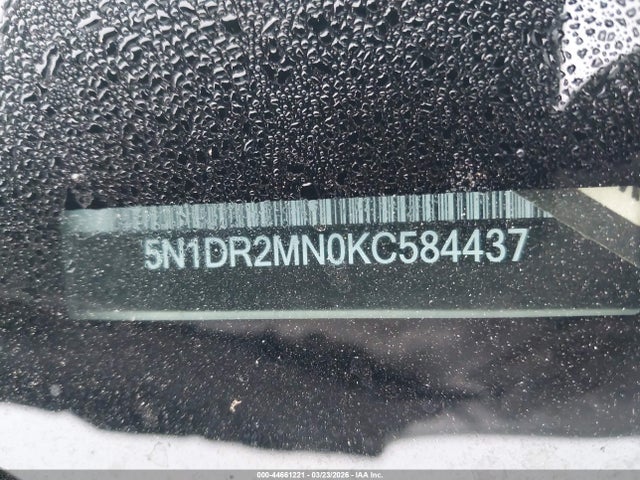 5N1DR2MN0KC584437
000-44661221 - 03/23/2026 - IAA Inc.